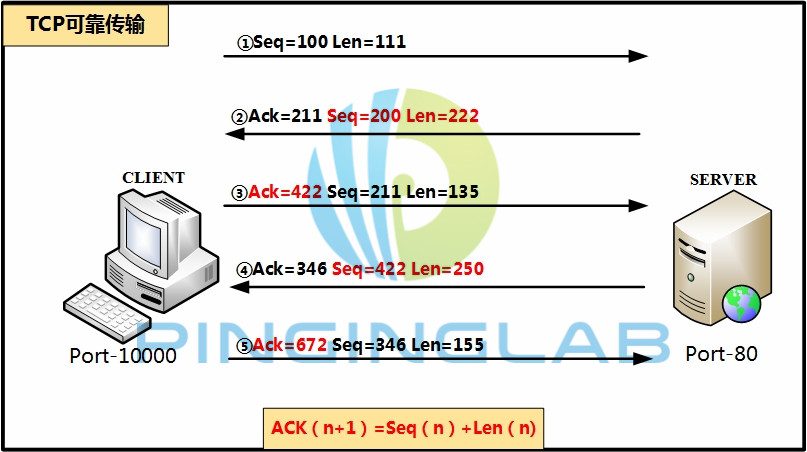 TCP可靠传输
①Seq=100 Len=111
②Ack=211 Seq=200 Len=222
CLIENT
③Ack=422 Seq=211 Len=135
SERVER
④Ack=346 Seq=422 Len=250
PINGINGLAB
Port-10000
⑤Ack=672 Seq=346 Len=155
Port-80
ACK（n+1）=Seq（n）+Len（n）